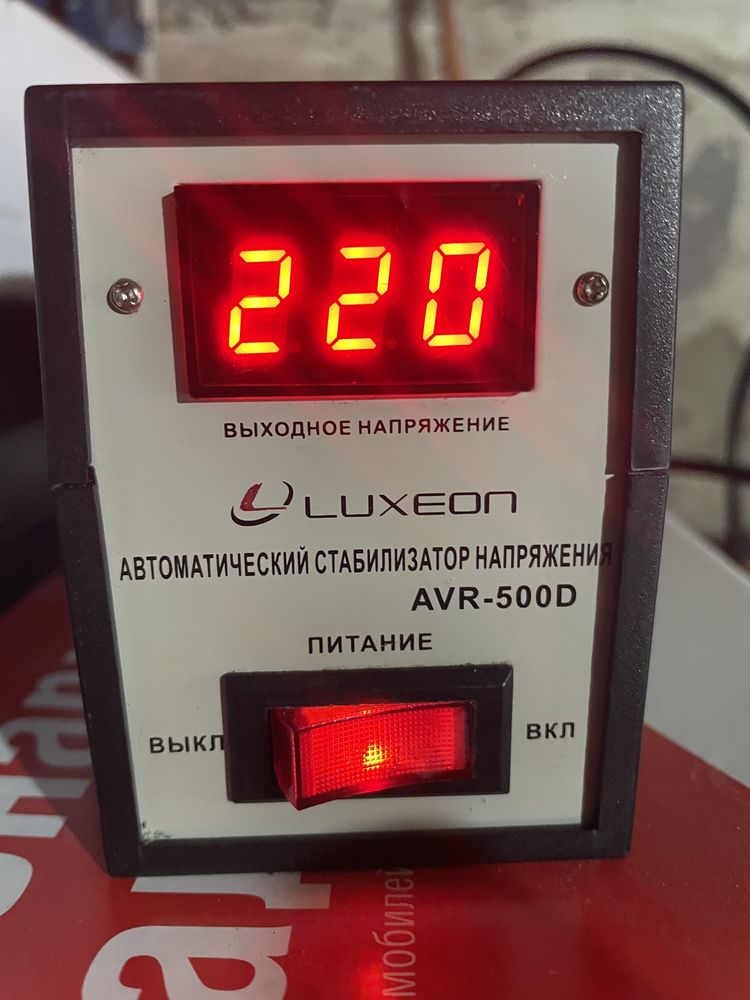 220
ВЫХОДНОЕ НАПРЯЖЕНИЕ
LUXEON
АВТОМАТИЧЕСКИЙ СТАБИЛИЗАТОР НАПРЯЖЕНИЯ
AVR-500D
ПИТАНИЕ
ВЫКЛ
ВКЛ